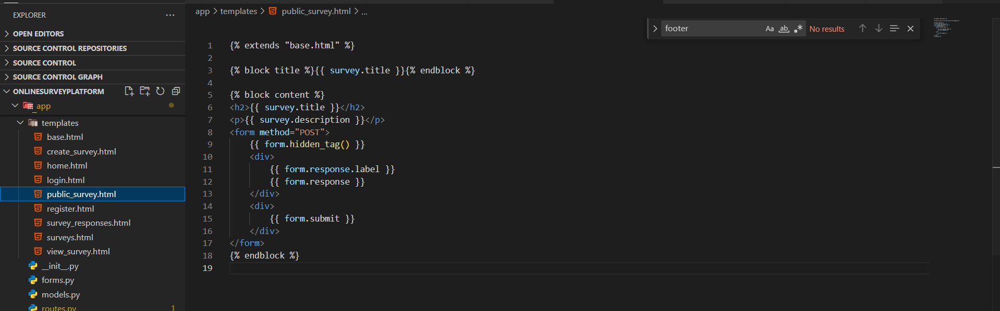 EXPLORER ...
OPEN EDITORS
SOURCE CONTROL REPOSITORIES
SOURCE CONTROL
SOURCE CONTROL GRAPH
ONLINESURVEYPLATFORM
app
templates
base.html
create_survey.html
home.html
login.html
public_survey.html
register.html
survey_responses.html
surveys.html
view_survey.html
__init__.py
forms.py
models.py
routes.py 1
app > templates > public_survey.html > ...
footer Aa ab .* No results
1 {% extends "base.html" %}
2
3 {% block title %}{{ survey.title }}{% endblock %}
4
5 {% block content %}
6 <h2>{{ survey.title }}</h2>
7 <p>{{ survey.description }}</p>
8 <form method="POST">
9     {{ form.hidden_tag() }}
10     <div>
11         {{ form.response.label }}
12         {{ form.response }}
13     </div>
14     <div>
15         {{ form.submit }}
16     </div>
17 </form>
18 {% endblock %}
19